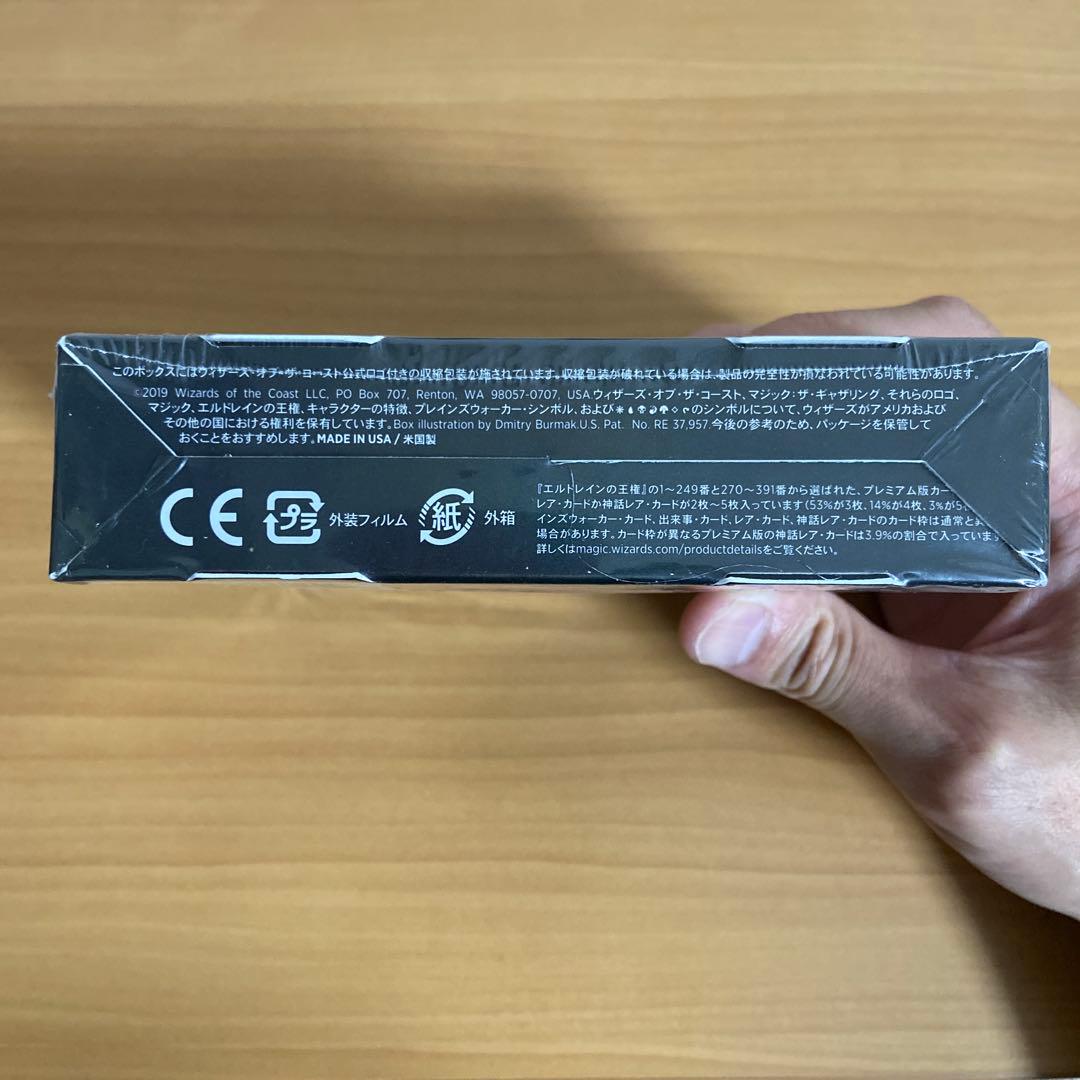 このボックスにはウィザーズ・オブ・ザ・コースト公式ロゴ付きの収縮包装が施されています。収縮包装が破れている場合は、製品の完全性が損なわれている可能性があります。
©2019 Wizards of the Coast LLC, PO Box 707, Renton, WA 98057-0707, USA.ウィザーズ・オブ・ザ・コースト、マジック:ザ・ギャザリング、それらのロゴ、
マジック、エルドレインの王権、キャラクターの特徴、プレインズウォーカー・シンボル、および のシンボルについて、ウィザーズがアメリカおよび
その他の国における権利を保有しています。Box illustration by Dmitry Burmak.U.S. Pat. No. RE 37,957.今後の参考のため、パッケージを保管して
おくことをおすすめします。MADE IN USA / 米国製
CE
プラ 外装フィルム
紙 外箱
『エルドレインの王権』の1〜249番と270〜391番から選ばれた、プレミアム版カー
レア・カードか神話レア・カードが2枚〜5枚入っています(53%が3枚、14%が4枚、3%が5
インズウォーカー・カード、出来事・カード、レア・カード、神話レア・カードのカード枠は通常と異
場合があります。カード枠が異なるプレミアム版の神話レア・カードは3.9%の割合で入っています
詳しくはmagic.wizards.com/productdetailsをご覧ください。